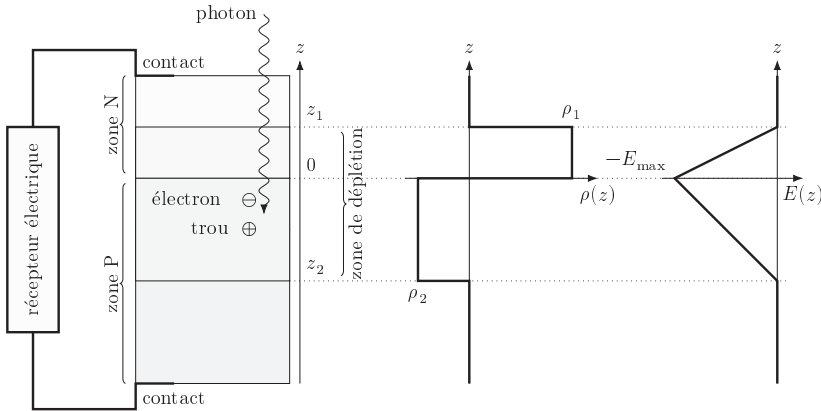 photon
contact
zone N
z1
0
zone de déplétion
électron
trou
récepteur électrique
zone P
z2
contact
z
z
ρ1
ρ(z)
ρ2
z
−Emax
E(z)